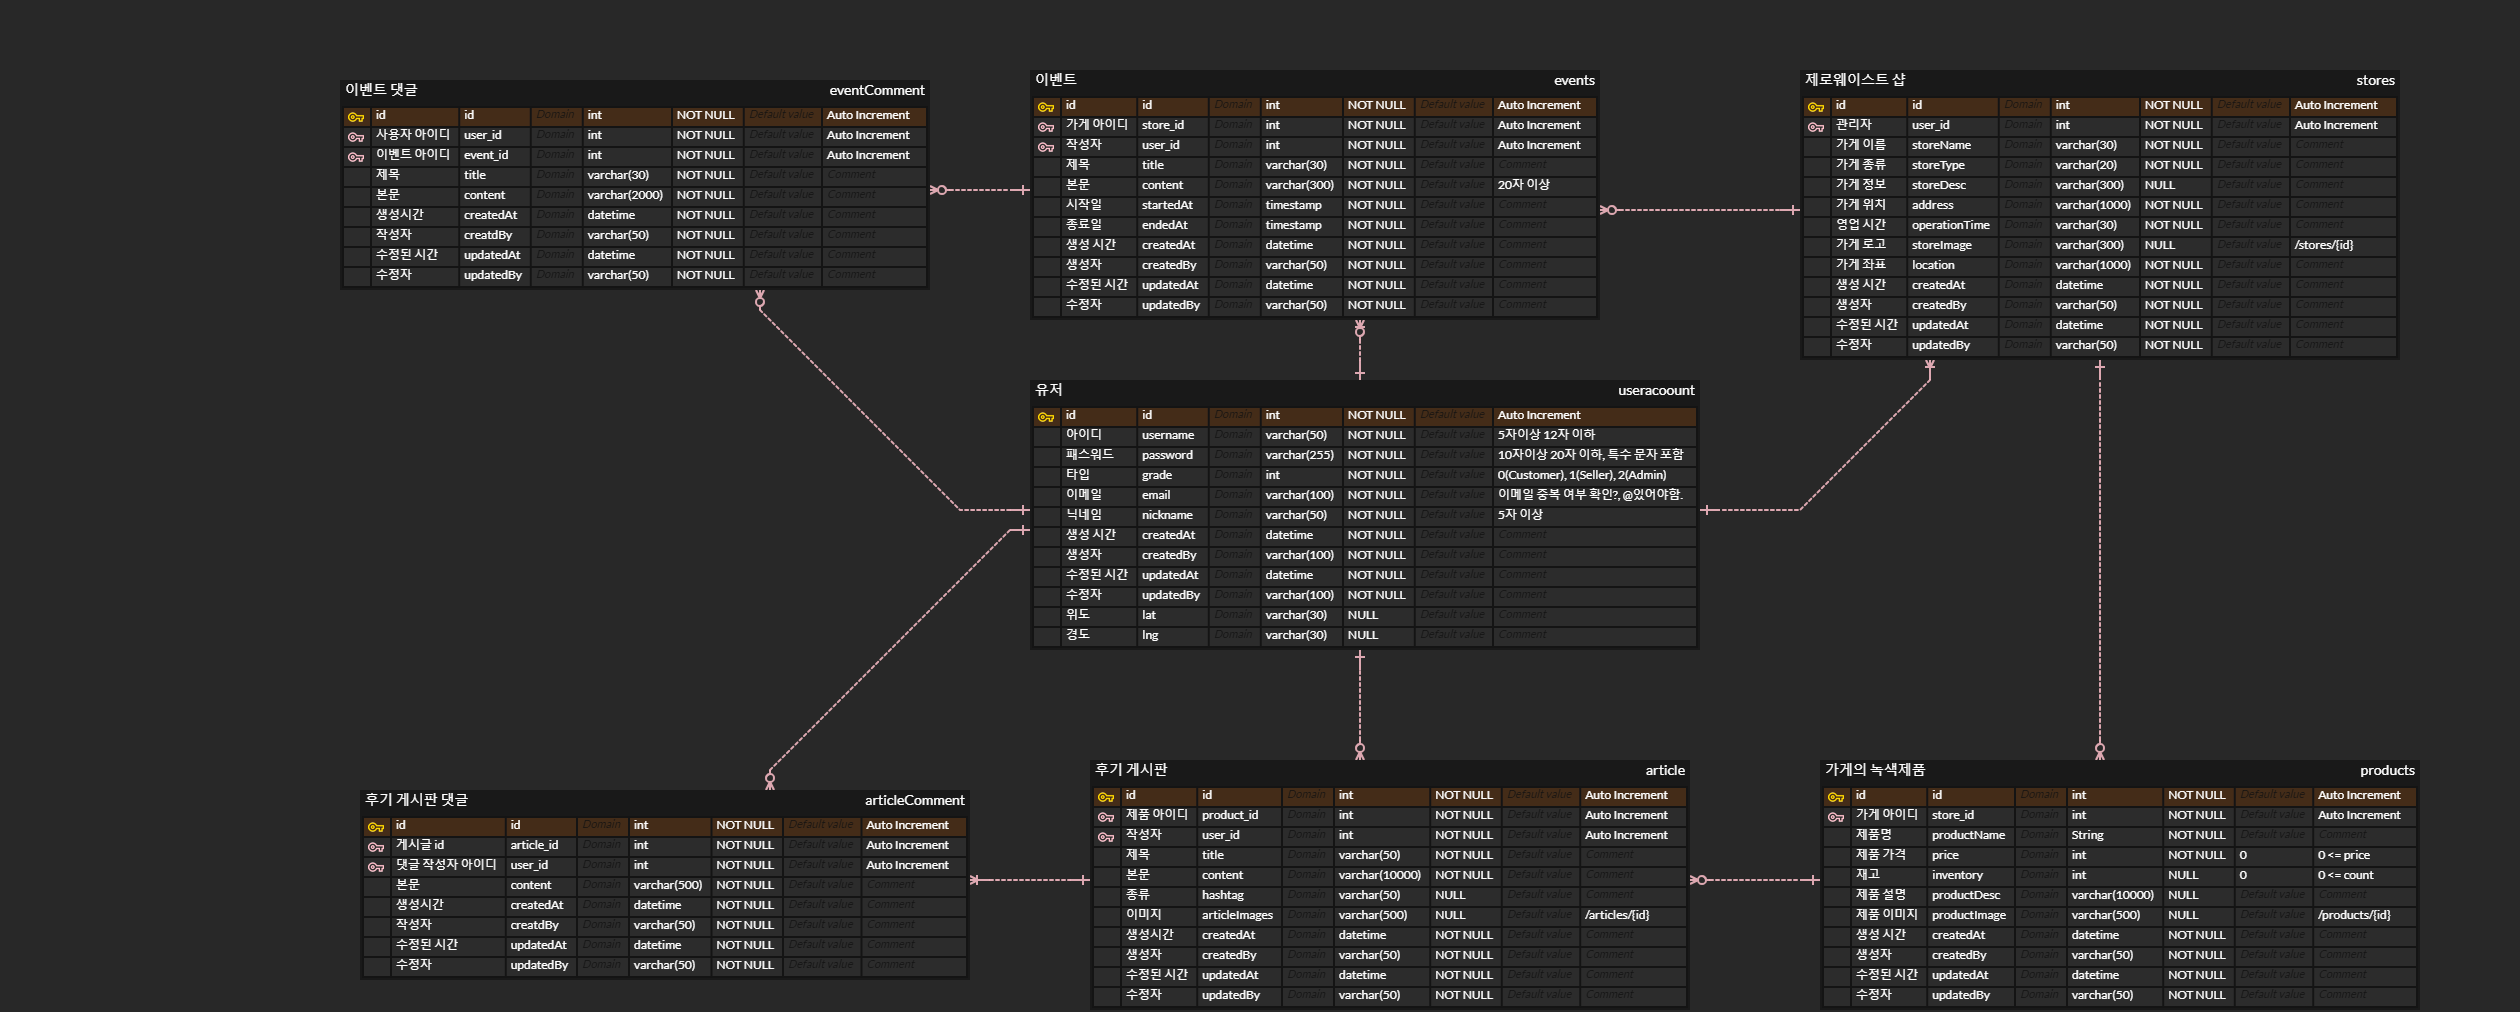 이벤트 댓글 eventComment
id id Domain int NOT NULL Default value Auto Increment
사용자 아이디 user_id Domain int NOT NULL Default value Auto Increment
이벤트 아이디 event_id Domain int NOT NULL Default value Auto Increment
제목 title Domain varchar(30) NOT NULL Default value Comment
본문 content Domain varchar(2000) NOT NULL Default value Comment
생성시간 createdAt Domain datetime NOT NULL Default value Comment
작성자 creatdBy Domain varchar(50) NOT NULL Default value Comment
수정된 시간 updatedAt Domain datetime NOT NULL Default value Comment
수정자 updatedBy Domain varchar(50) NOT NULL Default value Comment
이벤트 events
id id Domain int NOT NULL Default value Auto Increment
가게 아이디 store_id Domain int NOT NULL Default value Auto Increment
작성자 user_id Domain int NOT NULL Default value Auto Increment
제목 title Domain varchar(30) NOT NULL Default value Comment
본문 content Domain varchar(300) NOT NULL Default value 20자 이상
시작일 startedAt Domain timestamp NOT NULL Default value Comment
종료일 endedAt Domain timestamp NOT NULL Default value Comment
생성 시간 createdAt Domain datetime NOT NULL Default value Comment
생성자 createdBy Domain varchar(50) NOT NULL Default value Comment
수정된 시간 updatedAt Domain datetime NOT NULL Default value Comment
수정자 updatedBy Domain varchar(50) NOT NULL Default value Comment
제로웨이스트 샵 stores
id id Domain int NOT NULL Default value Auto Increment
관리자 user_id Domain int NOT NULL Default value Auto Increment
가게 이름 storeName Domain varchar(30) NOT NULL Default value Comment
가게 종류 storeType Domain varchar(20) NOT NULL Default value Comment
가게 정보 storeDesc Domain varchar(300) NULL Default value Comment
가게 위치 address Domain varchar(1000) NOT NULL Default value Comment
영업 시간 operationTime Domain varchar(30) NOT NULL Default value Comment
가게 로고 storeImage Domain varchar(300) NULL Default value /stores/{id}
가게 좌표 location Domain varchar(1000) NOT NULL Default value Comment
생성 시간 createdAt Domain datetime NOT NULL Default value Comment
생성자 createdBy Domain varchar(50) NOT NULL Default value Comment
수정된 시간 updatedAt Domain datetime NOT NULL Default value Comment
수정자 updatedBy Domain varchar(50) NOT NULL Default value Comment
유저 useracoount
id id Domain int NOT NULL Default value Auto Increment
아이디 username Domain varchar(50) NOT NULL Default value 5자이상 12자 이하
패스워드 password Domain varchar(255) NOT NULL Default value 10자이상 20자 이하, 특수 문자 포함
타입 grade Domain int NOT NULL Default value 0(Customer), 1(Seller), 2(Admin)
이메일 email Domain varchar(100) NOT NULL Default value 이메일 중복 여부 확인?, @있어야함.
닉네임 nickname Domain varchar(50) NOT NULL Default value 5자 이상
생성 시간 createdAt Domain datetime NOT NULL Default value Comment
생성자 createdBy Domain varchar(100) NOT NULL Default value Comment
수정된 시간 updatedAt Domain datetime NOT NULL Default value Comment
수정자 updatedBy Domain varchar(100) NOT NULL Default value Comment
위도 lat Domain varchar(30) NULL Default value Comment
경도 lng Domain varchar(30) NULL Default value Comment
후기 게시판 댓글 articleComment
id id Domain int NOT NULL Default value Auto Increment
게시글 id article_id Domain int NOT NULL Default value Auto Increment
댓글 작성자 아이디 user_id Domain int NOT NULL Default value Auto Increment
본문 content Domain varchar(500) NOT NULL Default value Comment
생성시간 createdAt Domain datetime NOT NULL Default value Comment
작성자 creatdBy Domain varchar(50) NOT NULL Default value Comment
수정된 시간 updatedAt Domain datetime NOT NULL Default value Comment
수정자 updatedBy Domain varchar(50) NOT NULL Default value Comment
후기 게시판 article
id id Domain int NOT NULL Default value Auto Increment
제품 아이디 product_id Domain int NOT NULL Default value Auto Increment
작성자 user_id Domain int NOT NULL Default value Auto Increment
제목 title Domain varchar(50) NOT NULL Default value Comment
본문 content Domain varchar(10000) NOT NULL Default value Comment
종류 hashtag Domain varchar(50) NULL Default value Comment
이미지 articleImages Domain varchar(500) NULL Default value /articles/{id}
생성시간 createdAt Domain datetime NOT NULL Default value Comment
생성자 createdBy Domain varchar(50) NOT NULL Default value Comment
수정된 시간 updatedAt Domain datetime NOT NULL Default value Comment
수정자 updatedBy Domain varchar(50) NOT NULL Default value Comment
가게의 녹색제품 products
id id Domain int NOT NULL Default value Auto Increment
가게 아이디 store_id Domain int NOT NULL Default value Auto Increment
제품명 productName Domain String NOT NULL Default value Comment
제품 가격 price Domain int NOT NULL 0 0 <= price
재고 inventory Domain int NULL 0 0 <= count
제품 설명 productDesc Domain varchar(10000) NULL Default value Comment
제품 이미지 productImage Domain varchar(500) NULL Default value /products/{id}
생성 시간 createdAt Domain datetime NOT NULL Default value Comment
생성자 createdBy Domain varchar(50) NOT NULL Default value Comment
수정된 시간 updatedAt Domain datetime NOT NULL Default value Comment
수정자 updatedBy Domain varchar(50) NOT NULL Default value Comment